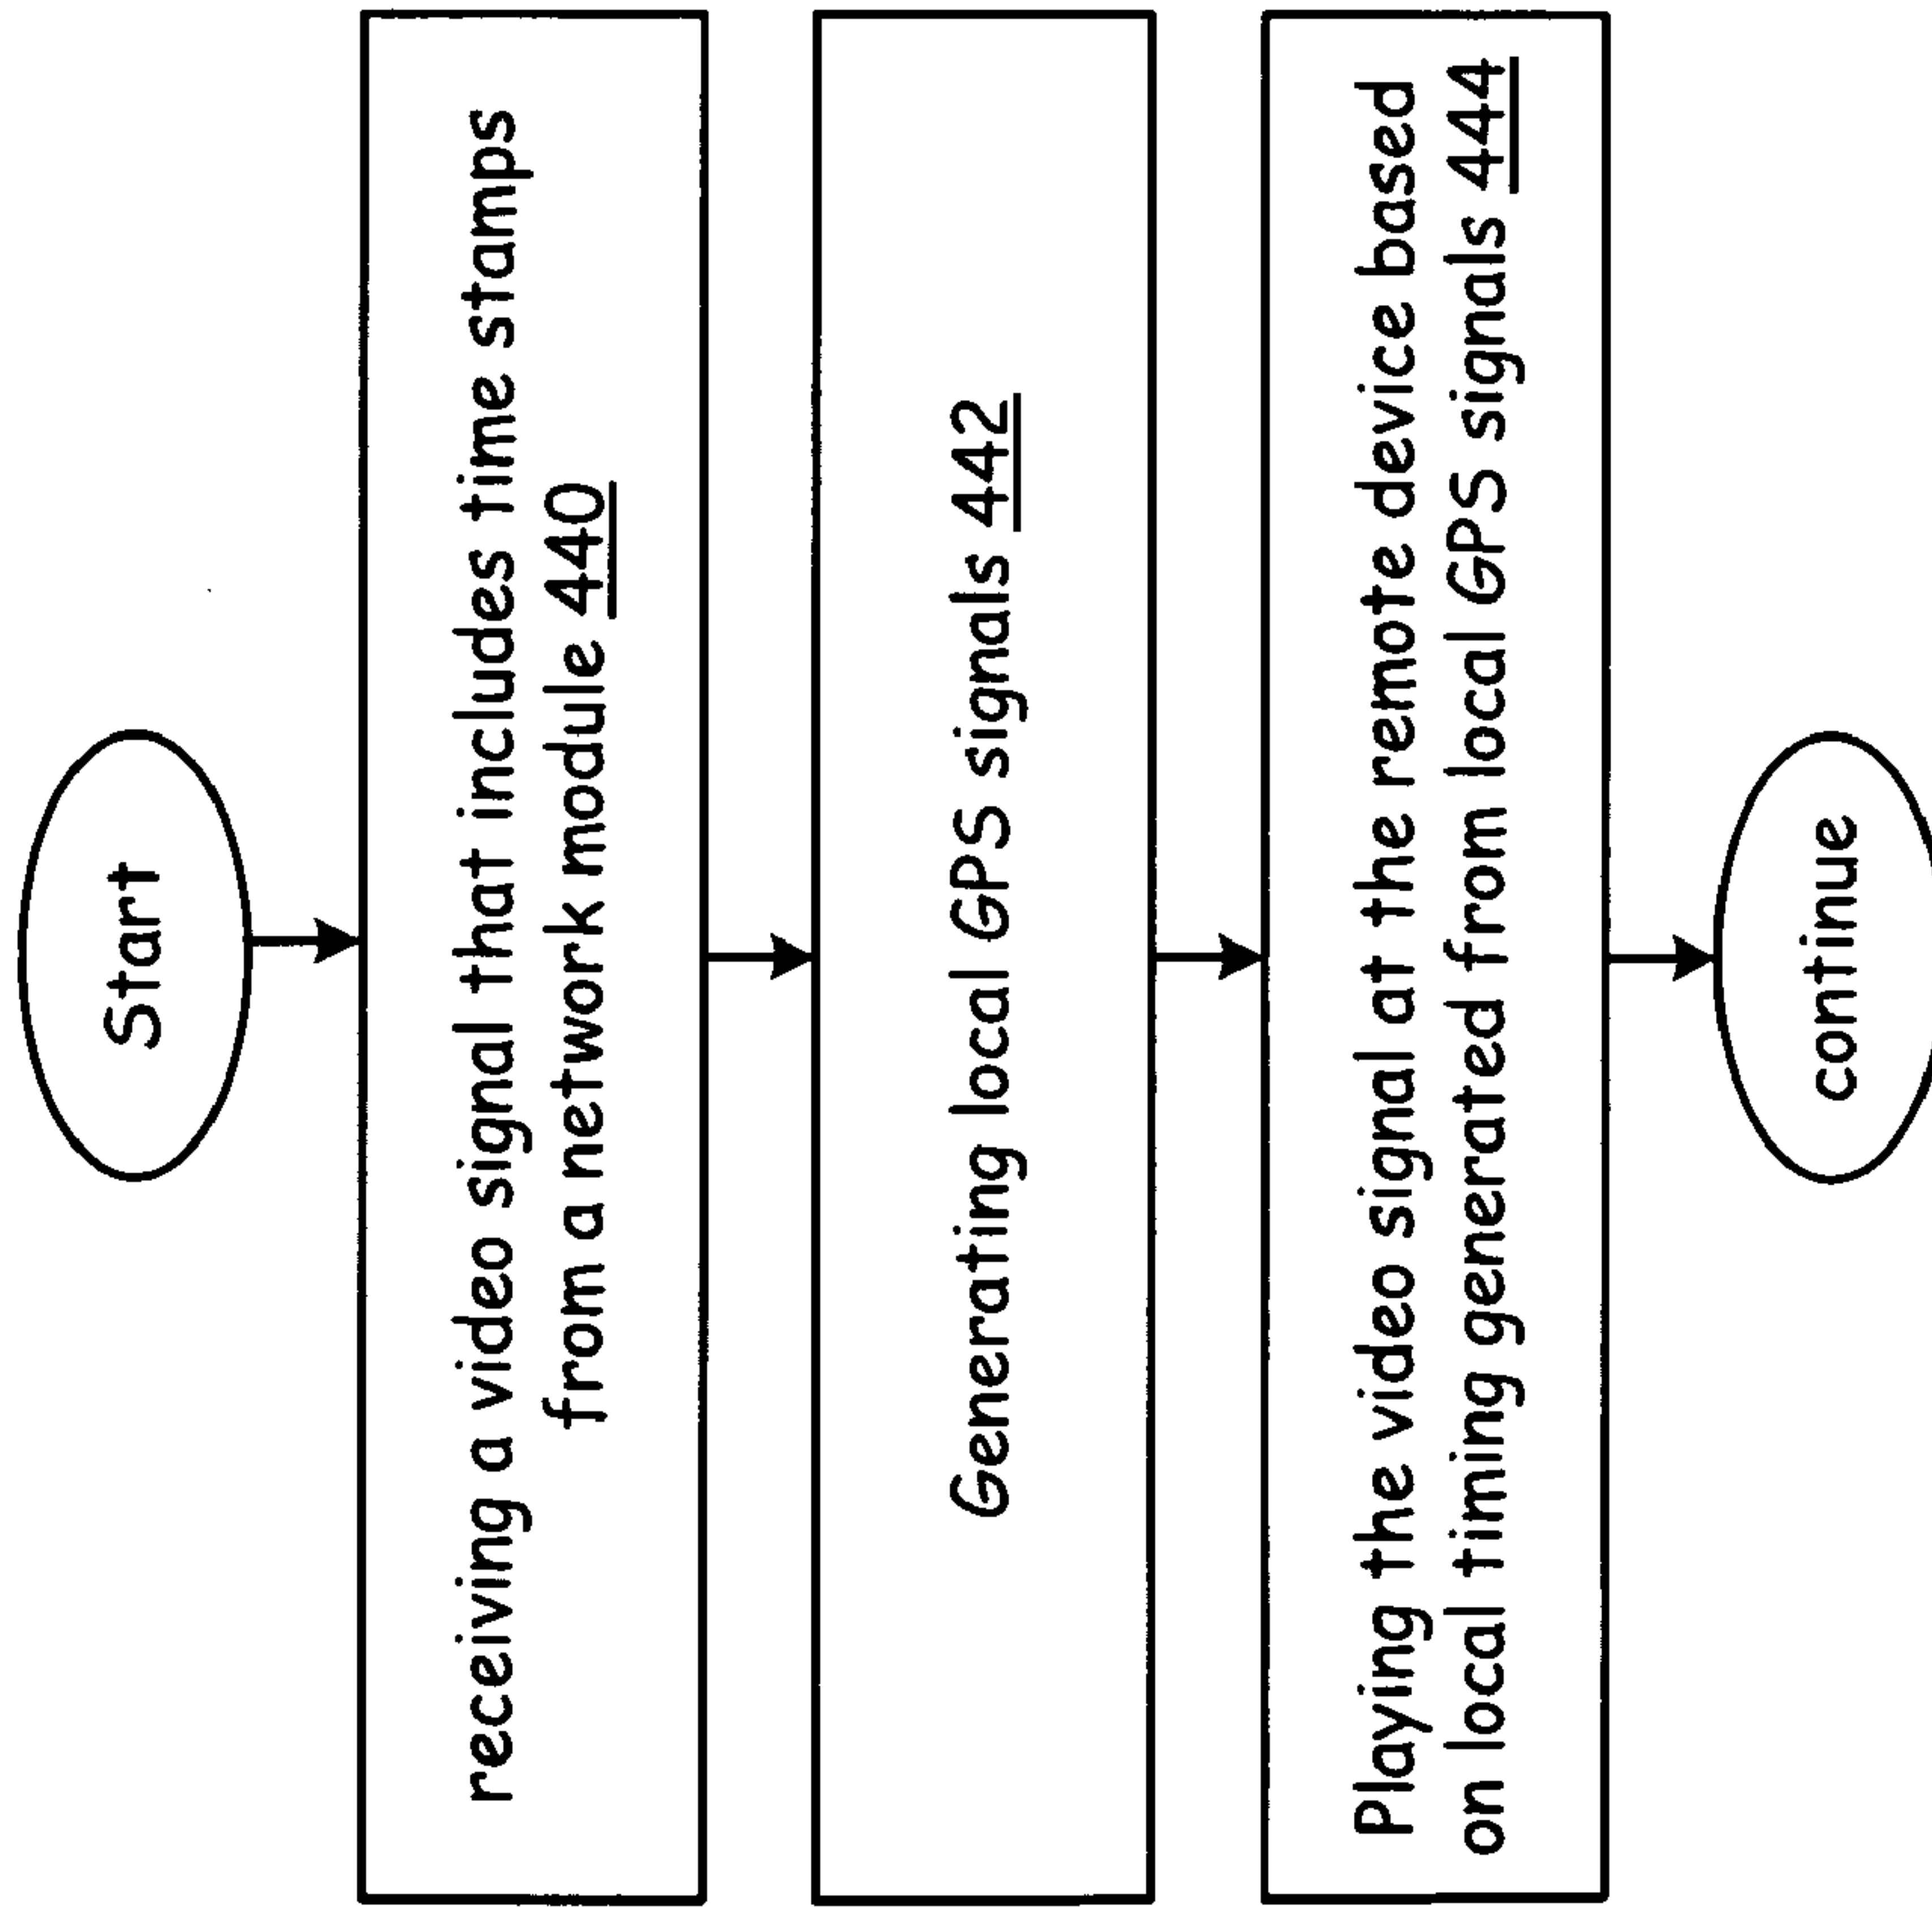 Start
receiving a video signal that includes time stamps
from a network module 440
Generating local GPS signals 442
Playing the video signal at the remote device based
on local timing generated from local GPS signals 444
continue